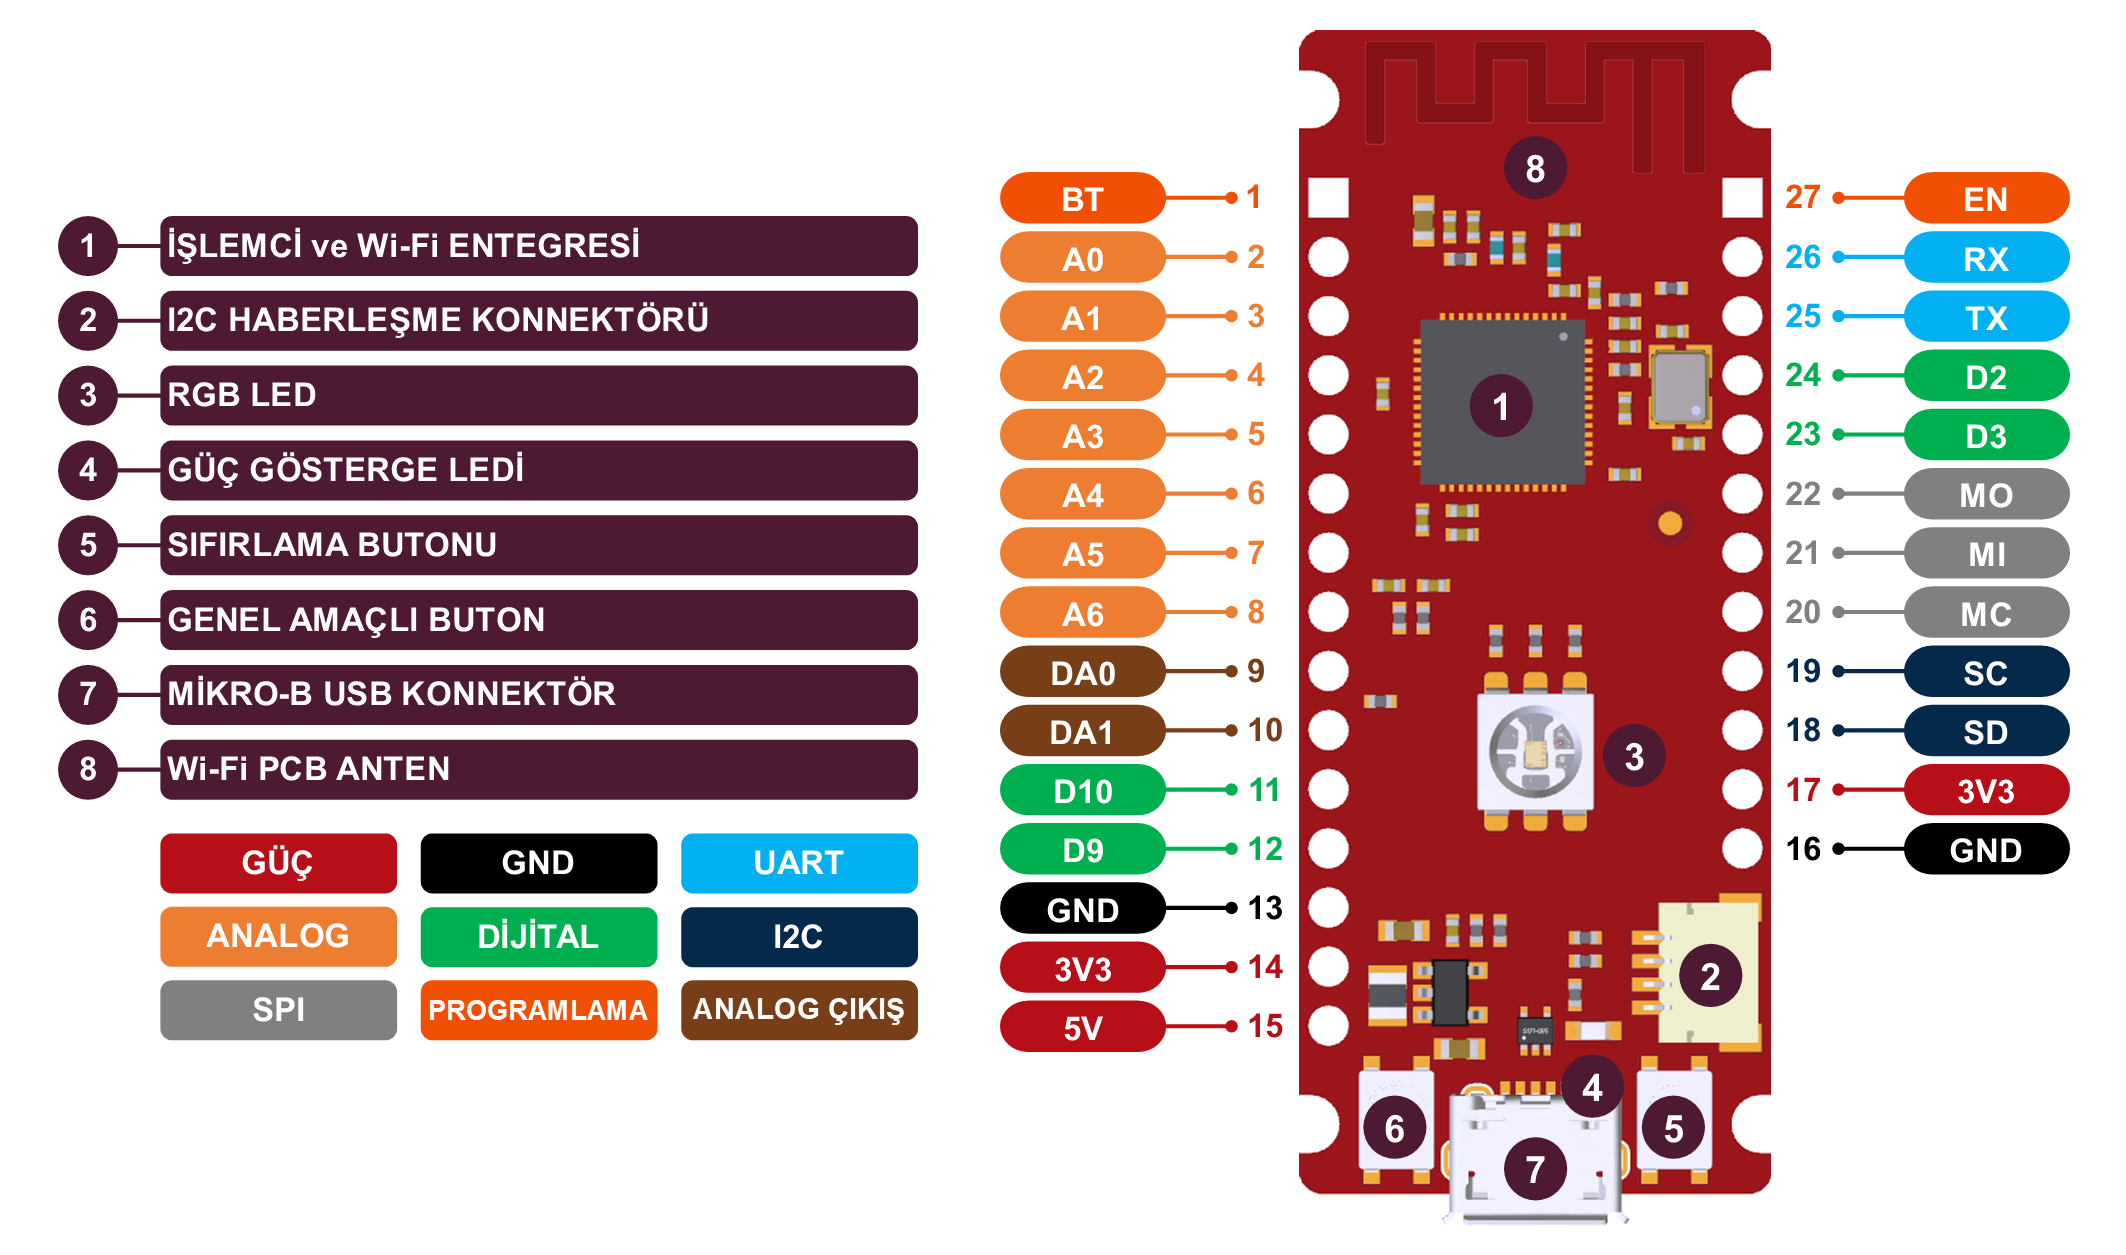 1 İŞLEMCİ ve Wi-Fi ENTEGRESİ
2 I2C HABERLEŞME KONNEKTÖRÜ
3 RGB LED
4 GÜÇ GÖSTERGE LEDİ
5 SIFIRLAMA BUTONU
6 GENEL AMAÇLI BUTON
7 MİKRO-B USB KONNEKTÖR
8 Wi-Fi PCB ANTEN
GÜÇ GND UART
ANALOG DİJİTAL I2C
SPI PROGRAMLAMA ANALOG ÇIKIŞ
BT 1
A0 2
A1 3
A2 4
A3 5
A4 6
A5 7
A6 8
DA0 9
DA1 10
D10 11
D9 12
GND 13
3V3 14
5V 15
8
1
3
2
4
6
5
7
27 EN
26 RX
25 TX
24 D2
23 D3
22 MO
21 MI
20 MC
19 SC
18 SD
17 3V3
16 GND